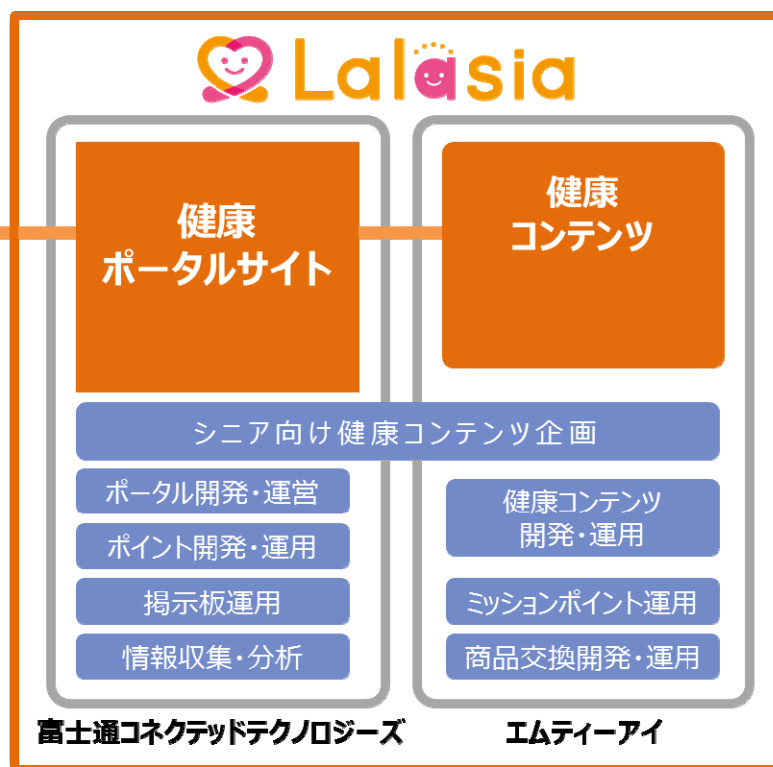 Lalasia
健康
ポータルサイト
健康
コンテンツ
シニア向け健康コンテンツ企画
ポータル開発・運営
ポイント開発・運用
掲示板運用
情報収集・分析
健康コンテンツ
開発・運用
ミッションポイント運用
商品交換開発・運用
富士通コネクテッドテクノロジーズ
エムティーアイ